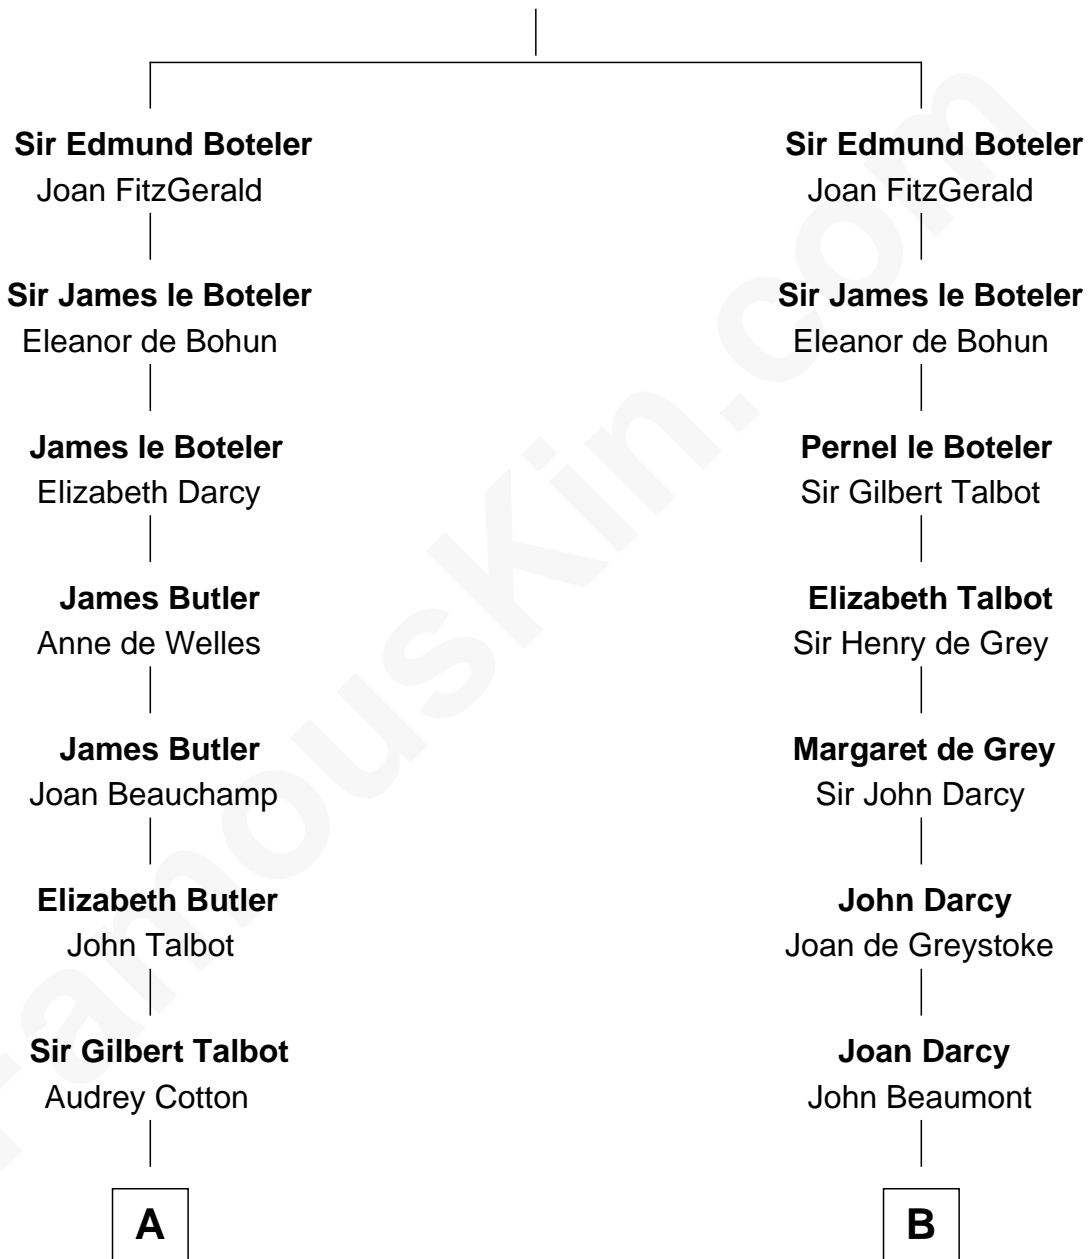 Sir Edmund Boteler
Joan FitzGerald
Sir James le Boteler
Eleanor de Bohun
James le Boteler
Elizabeth Darcy
James Butler
Anne de Welles
James Butler
Joan Beauchamp
Elizabeth Butler
John Talbot
Sir Gilbert Talbot
Audrey Cotton
A
Sir Edmund Boteler
Joan FitzGerald
Sir James le Boteler
Eleanor de Bohun
Pernel le Boteler
Sir Gilbert Talbot
Elizabeth Talbot
Sir Henry de Grey
Margaret de Grey
Sir John Darcy
John Darcy
Joan de Greystoke
Joan Darcy
John Beaumont
B
FamousKin.com